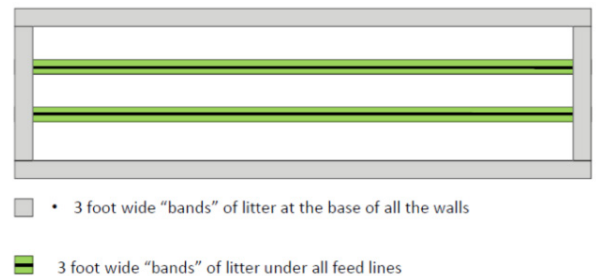 • 3 foot wide “bands” of litter at the base of all the walls
3 foot wide “bands” of litter under all feed lines